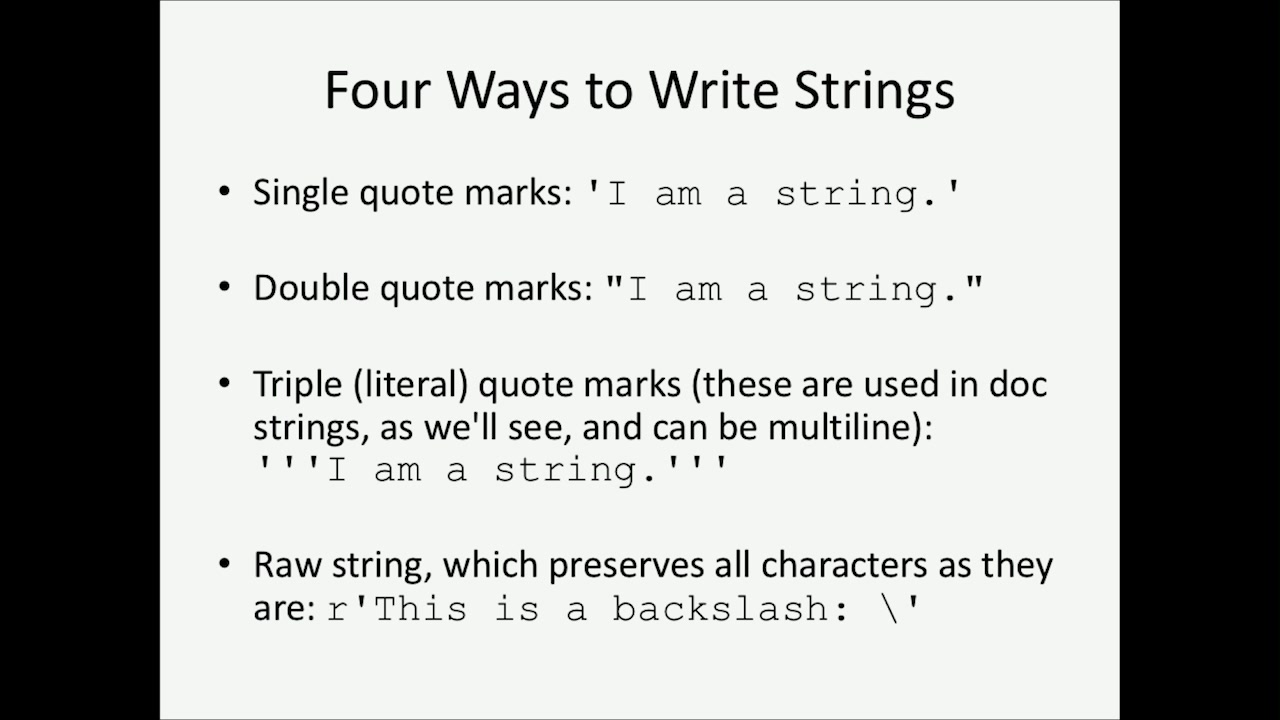 Four Ways to Write Strings
• Single quote marks: 'I am a string.'
• Double quote marks: "I am a string."
• Triple (literal) quote marks (these are used in doc
strings, as we'll see, and can be multiline):
'''I am a string.'''
• Raw string, which preserves all characters as they
are: r'This is a backslash: \'